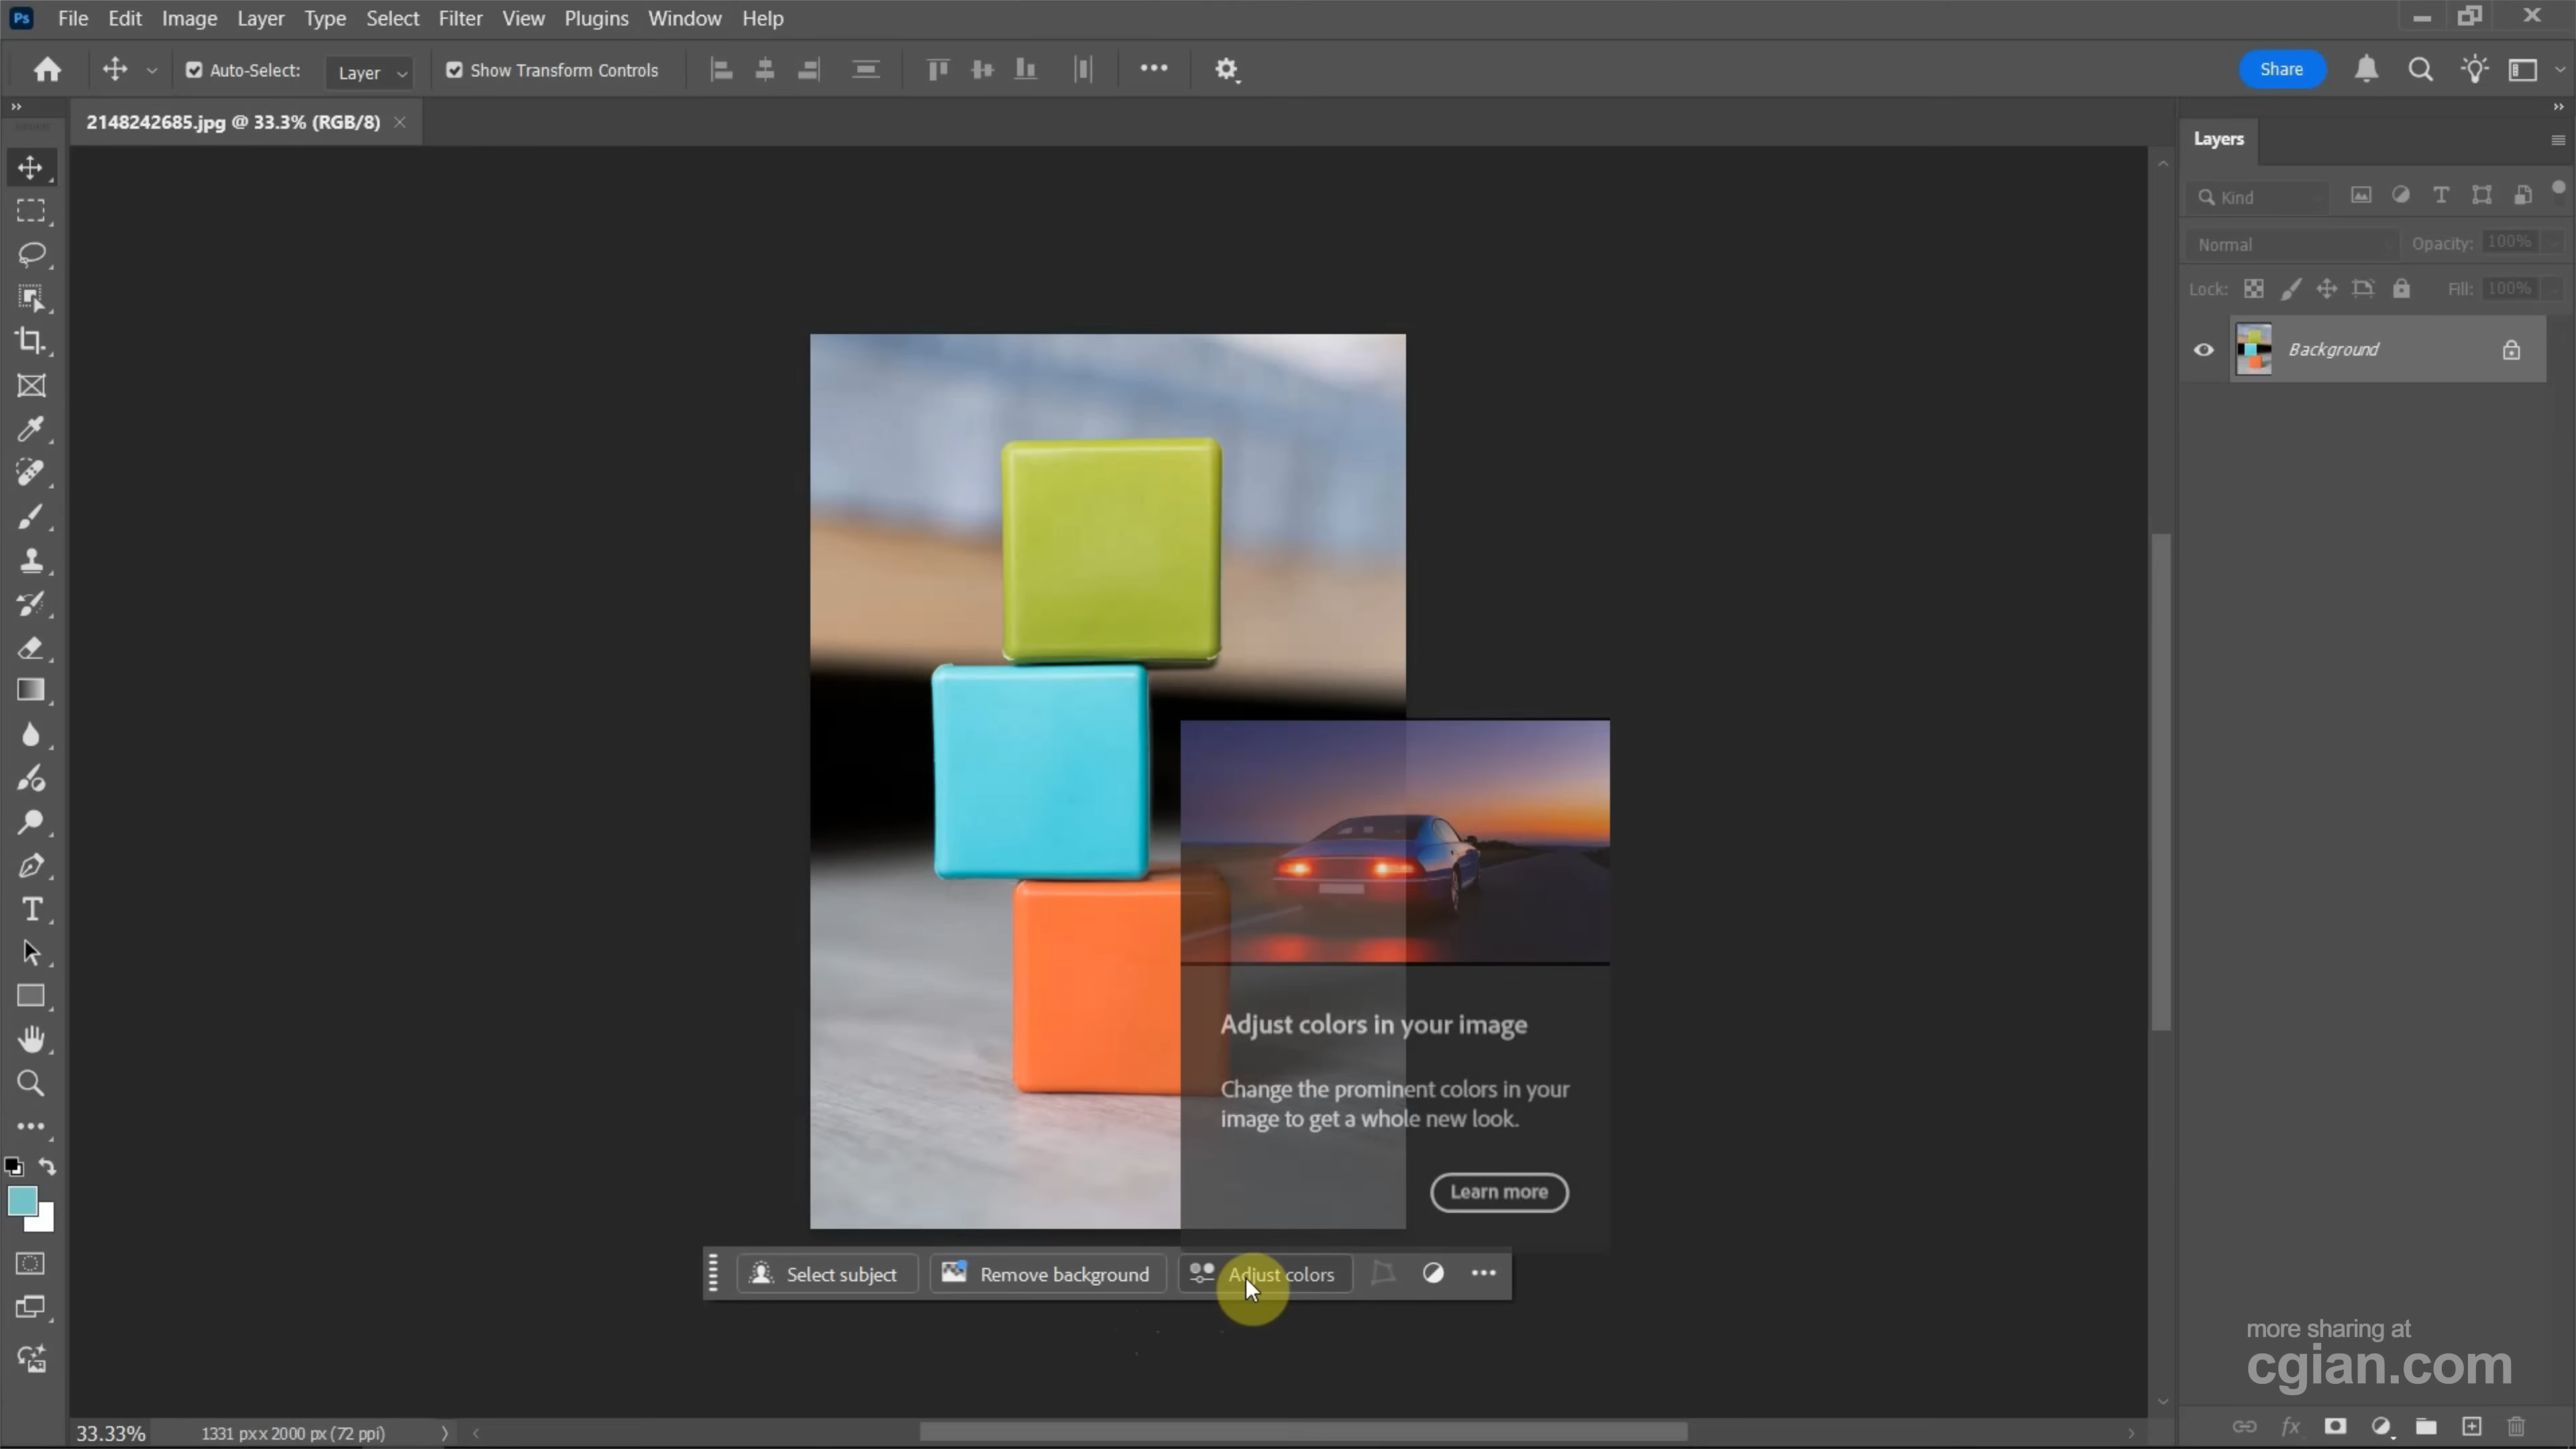 Ps File Edit Image Layer Type Select Filter View Plugins Window Help
Auto-Select: Layer Show Transform Controls Share
2148242685.jpg @ 33.3% (RGB/8)
Layers
Kind
Normal Opacity: 100%
Lock: Fill: 100%
Background
Adjust colors in your image
Change the prominent colors in your
image to get a whole new look.
Learn more
Select subject Remove background Adjust colors
more sharing at
cgian.com
33.33% 1331 px x 2000 px (72 ppi)
fx